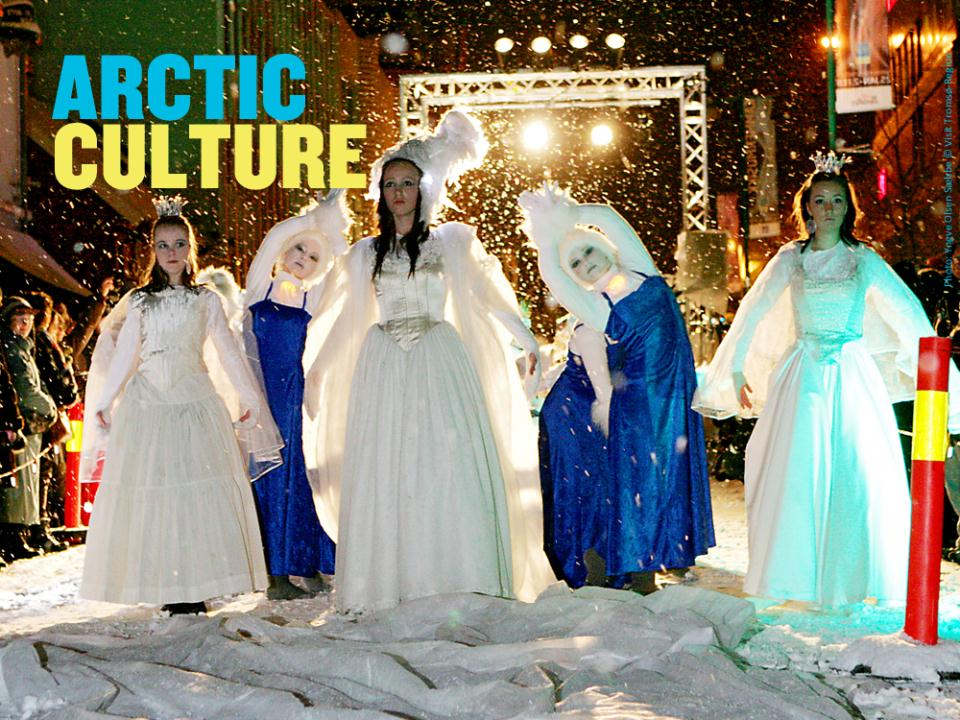 ARCTIC
CULTURE
Photo: Yngve Olsen Sæbbe © Visit Tromsø-Region